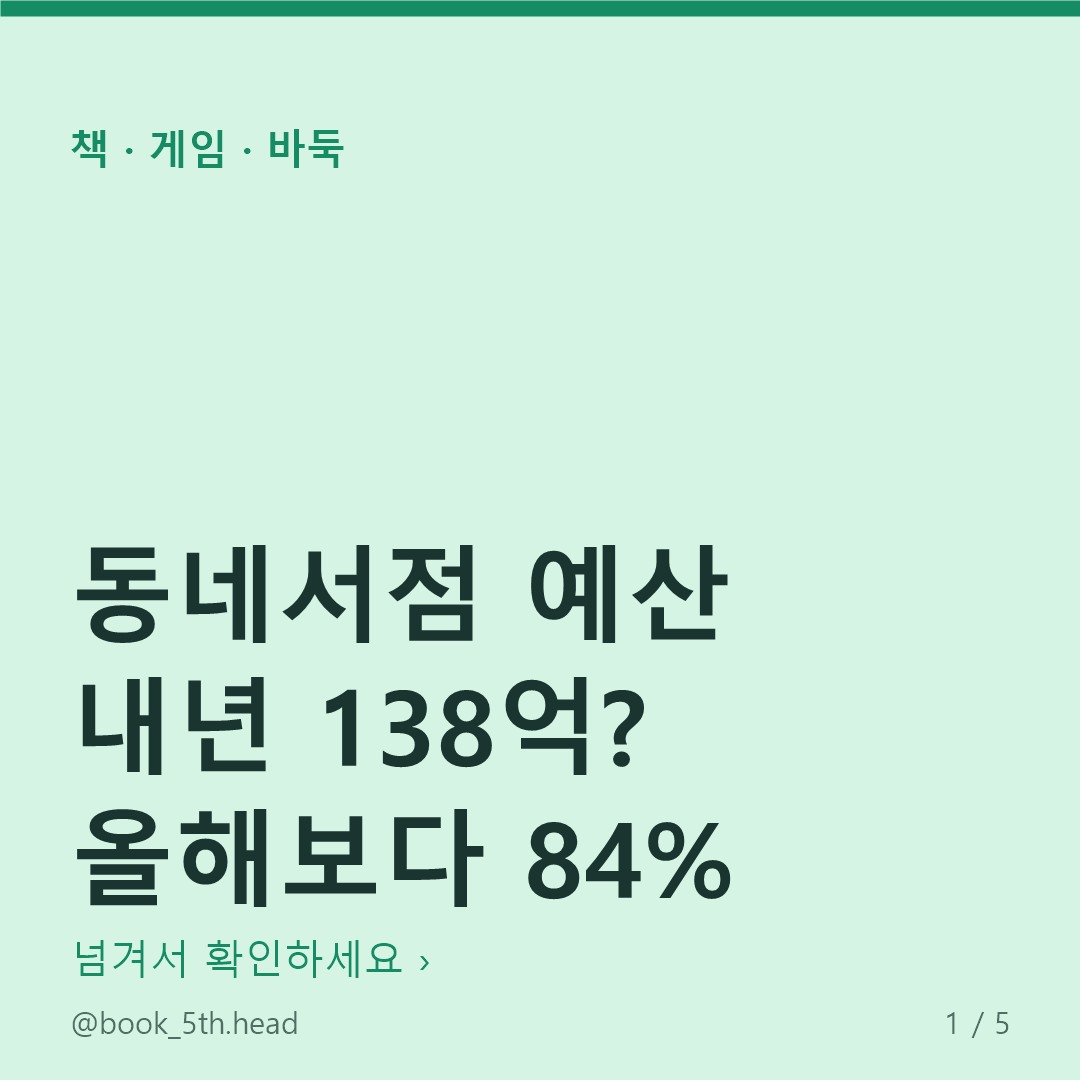 책 · 게임 · 바둑
동네서점 예산
내년 138억?
올해보다 84%
넘겨서 확인하세요 ›
@book_5th.head
1 / 5